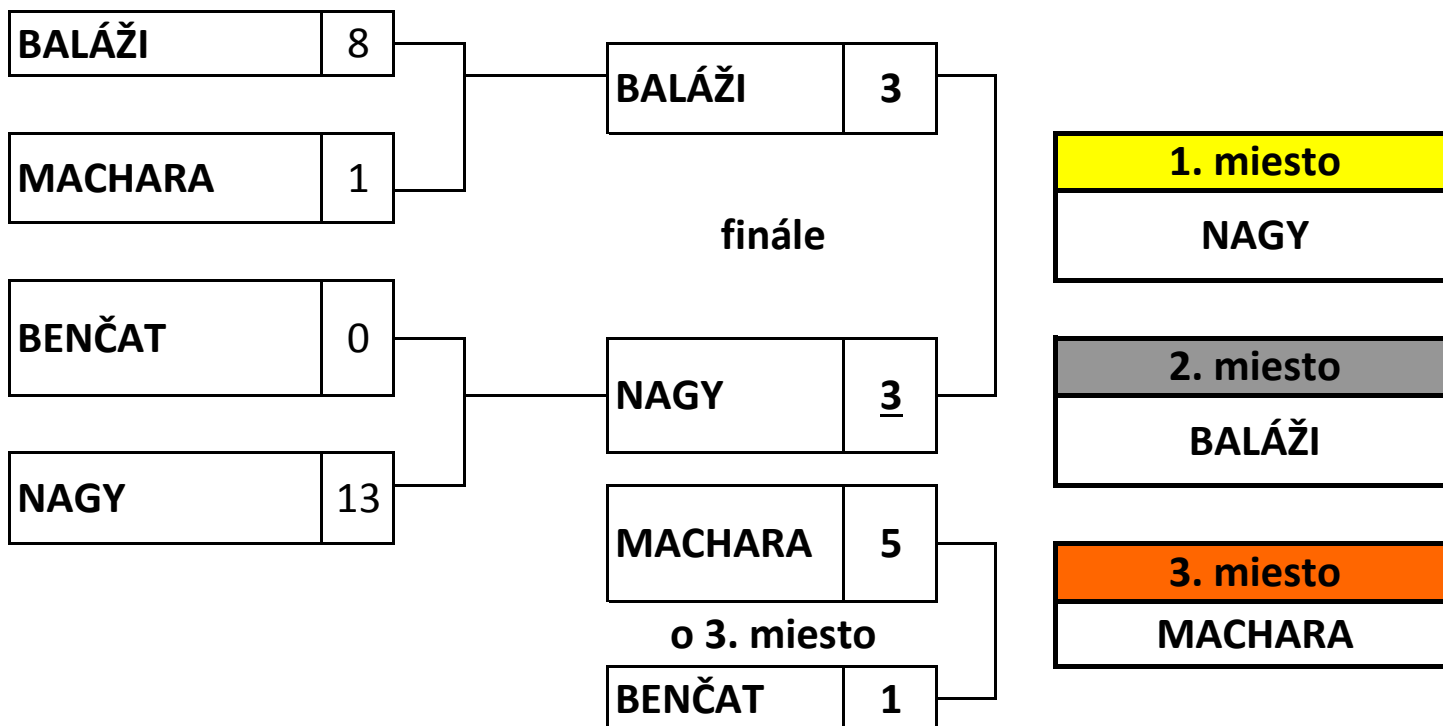 BALÁŽI 8
MACHARA 1
BENČAT 0
NAGY 13
BALÁŽI 3
finále
NAGY 3
MACHARA 5
o 3. miesto
BENČAT 1
1. miesto
NAGY
2. miesto
BALÁŽI
3. miesto
MACHARA